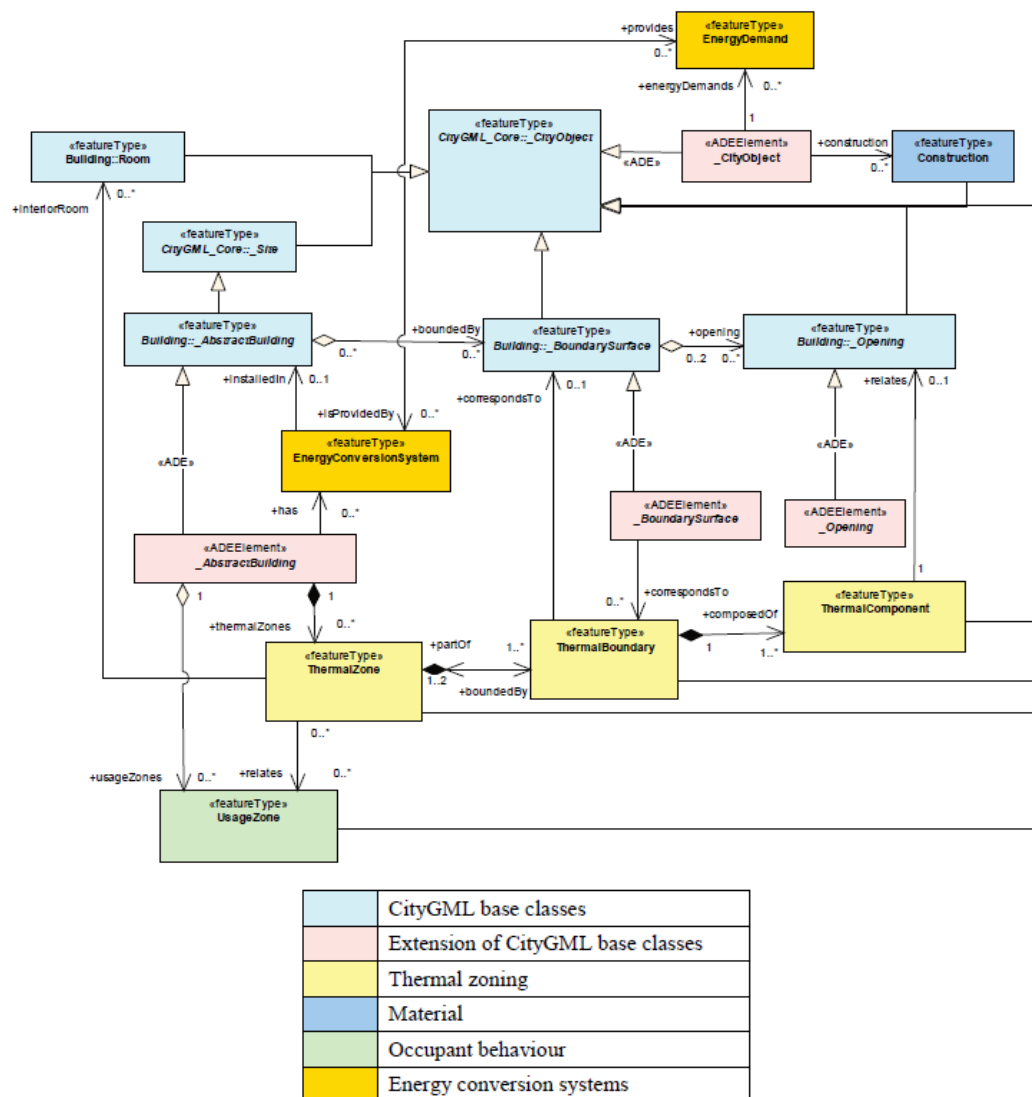 +provides
0..*
«featureType»
EnergyDemand
+energyDemands
0..*
1
«featureType»
CityGML_Core::_CityObject
«ADEElement»
_CityObject
«ADE»
+construction
0..*
«featureType»
Construction
«featureType»
Building::Room
0..*
+interiorRoom
«featureType»
CityGML_Core::_Site
«featureType»
Building::_AbstractBuilding
+boundedBy
0..*
0..*
«featureType»
Building::_BoundarySurface
+opening
0..2
0..*
«featureType»
Building::_Opening
+installedIn
0..1
+correspondsTo
0..1
+relates
0..1
+isProvidedBy
0..*
«featureType»
EnergyConversionSystem
«ADE»
«ADE»
«ADE»
+has
0..*
«ADEElement»
_BoundarySurface
«ADEElement»
_Opening
«ADEElement»
_AbstractBuilding
1
1
+thermalZones
0..*
0..*
+correspondsTo
1
«featureType»
ThermalComponent
+composedOf
1
1..*
«featureType»
ThermalZone
+partOf
1..2
1..*
+boundedBy
«featureType»
ThermalBoundary
0..*
+usageZones
0..*
+relates
0..*
«featureType»
UsageZone
CityGML base classes
Extension of CityGML base classes
Thermal zoning
Material
Occupant behaviour
Energy conversion systems